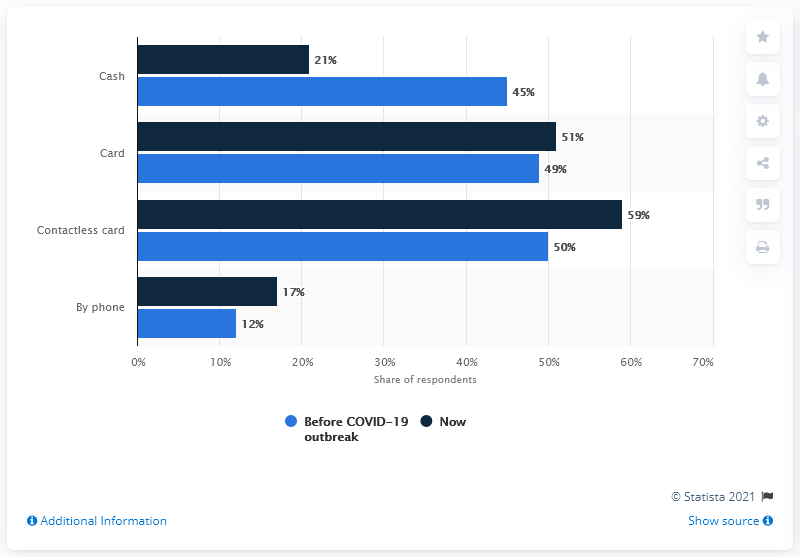 Cash
21%
45%
Card
51%
49%
Contactless card
59%
50%
By phone
17%
12%
0% 10% 20% 30% 40% 50% 60% 70%
Share of respondents
Before COVID-19 Now
outbreak
© Statista 2021
Additional Information Show source